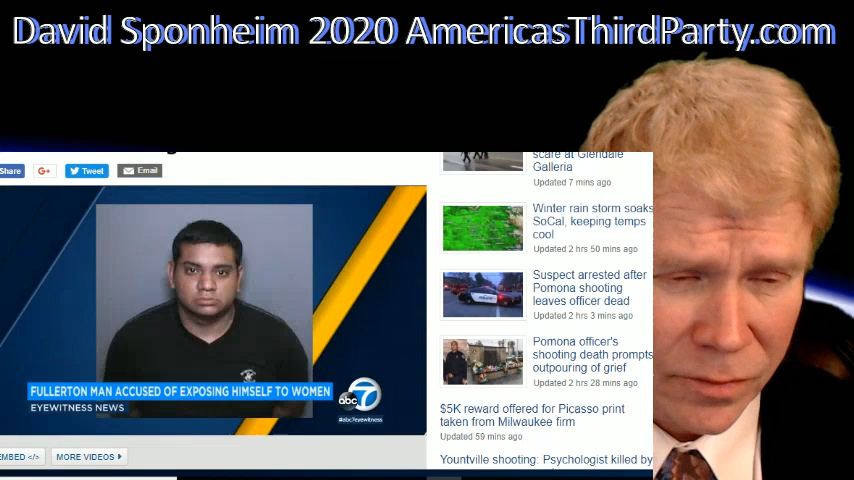 David Sponheim 2020 AmericasThirdParty.com
Share
G+
Tweet
Email
FULLERTON MAN ACCUSED OF EXPOSING HIMSELF TO WOMEN
EYEWITNESS NEWS
abc 7
#abc7eyewitness
EMBED </>
MORE VIDEOS
scare at Glendale
Galleria
Updated 7 mins ago
Winter rain storm soaks
SoCal, keeping temps
cool
Updated 2 hrs 50 mins ago
Suspect arrested after
Pomona shooting
leaves officer dead
Updated 2 hrs 3 mins ago
Pomona officer's
shooting death prompts
outpouring of grief
Updated 2 hrs 28 mins ago
$5K reward offered for Picasso print
taken from Milwaukee firm
Updated 59 mins ago
Yountville shooting: Psychologist killed by